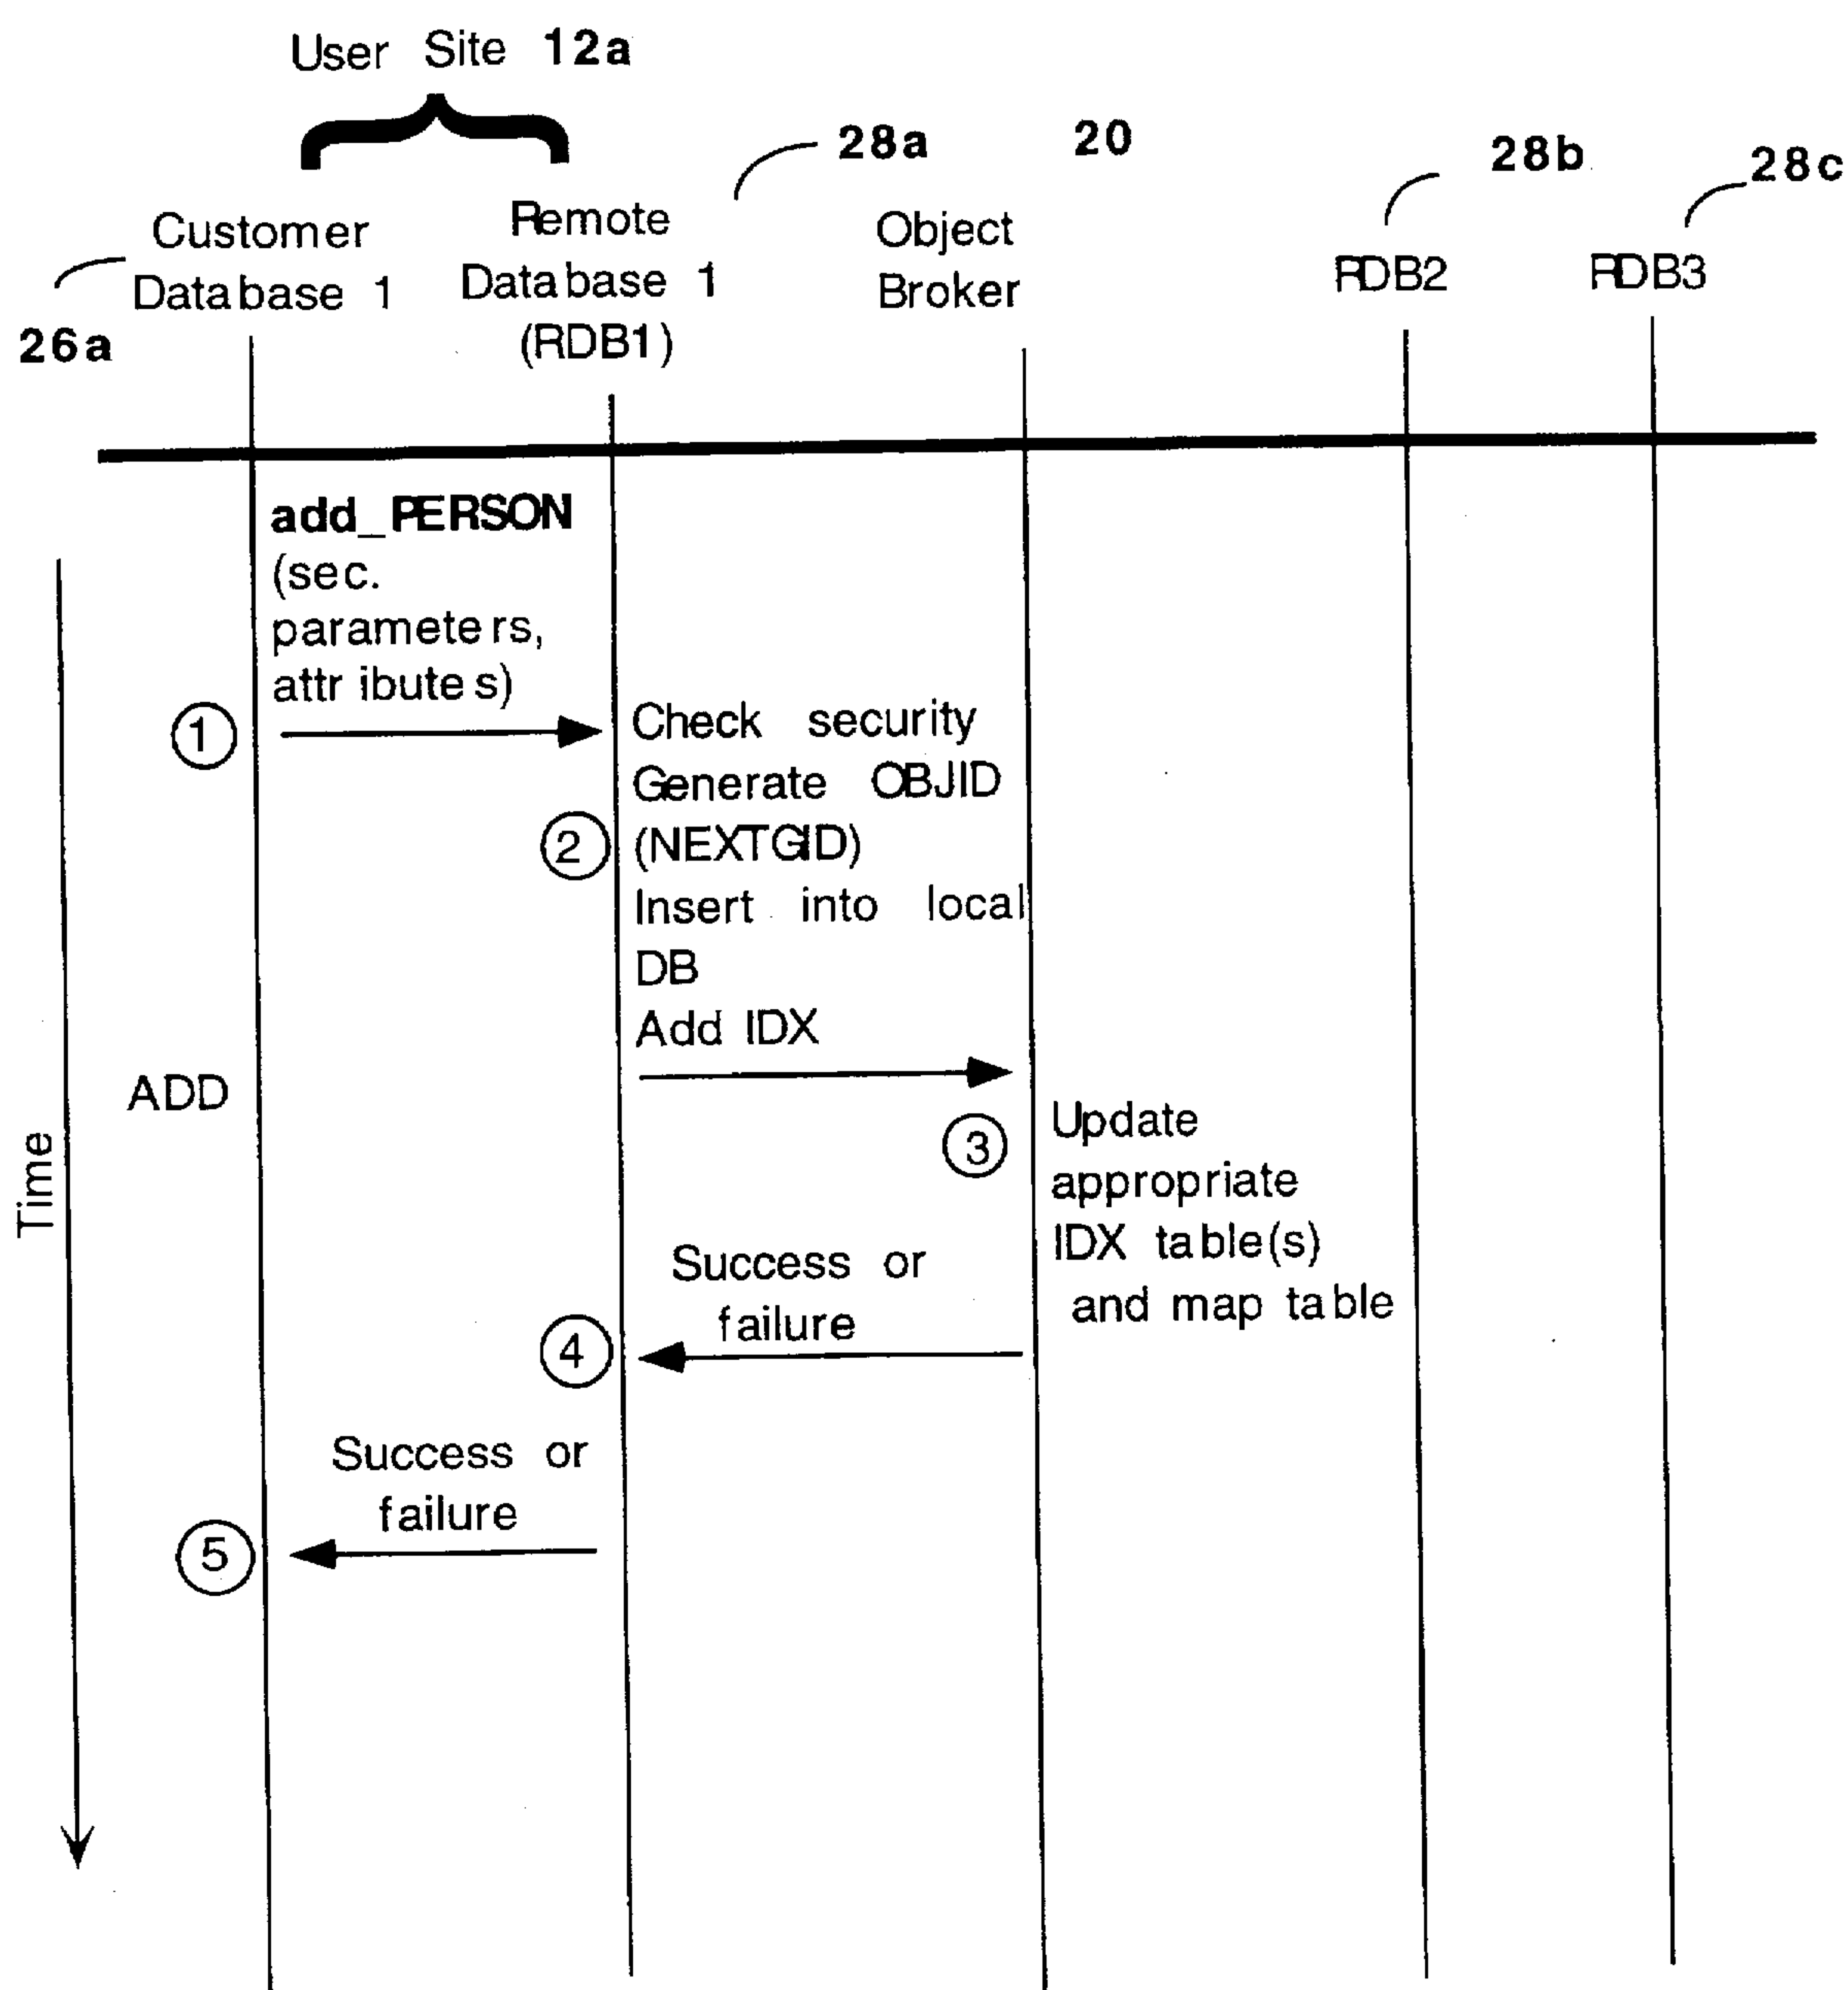 User Site 12a
28a
20
28b
28c
Customer
Database 1
26a
Remote
Database 1
(RDB1)
Object
Broker
RDB2
RDB3
add_PERSON
(sec.
parameters,
attributes)
1
Check security
Generate OBJID
2
(NEXTGID)
Insert into local
DB
Add IDX
ADD
Time
3
Update
appropriate
IDX table(s)
and map table
Success or
failure
4
Success or
failure
5